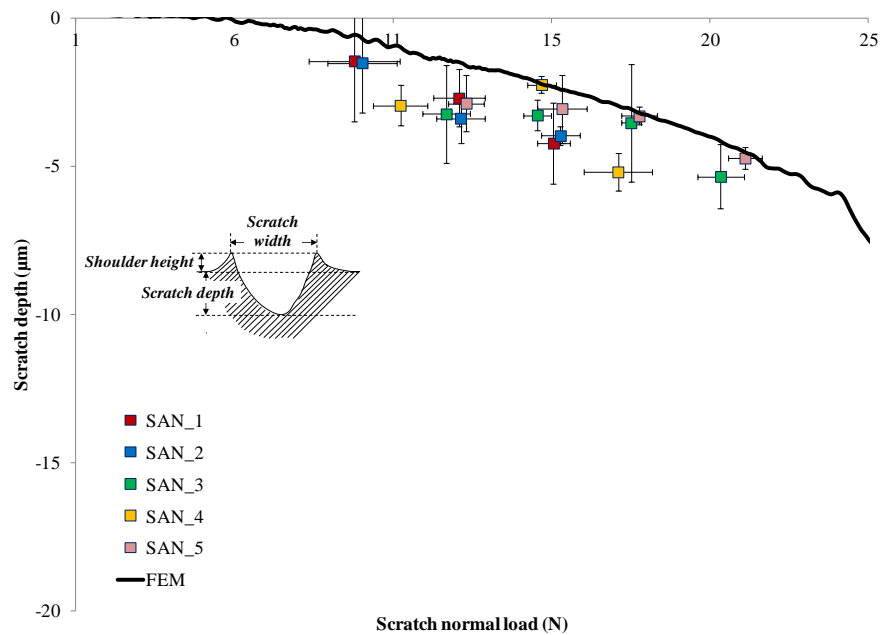 0
1
6
11
15
20
25
-5
-10
-15
-20
Scratch depth (µm)
Scratch
width
Shoulder height
Scratch depth
SAN_1
SAN_2
SAN_3
SAN_4
SAN_5
FEM
Scratch normal load (N)